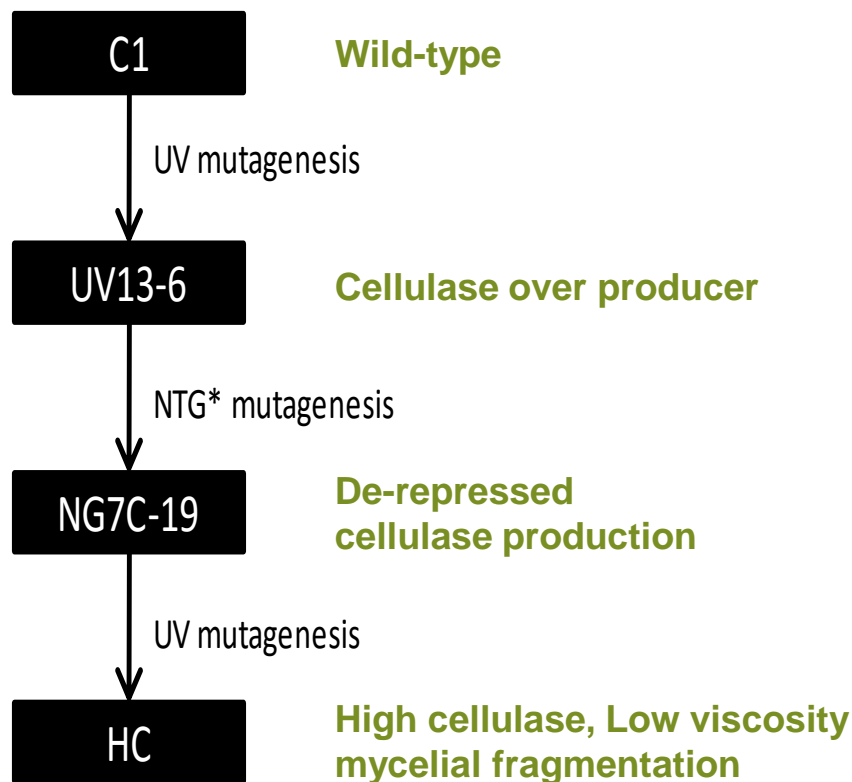 C1
Wild-type
UV mutagenesis
UV13-6
Cellulase over producer
NTG* mutagenesis
NG7C-19
De-repressed
cellulase production
UV mutagenesis
HC
High cellulase, Low viscosity
mycelial fragmentation